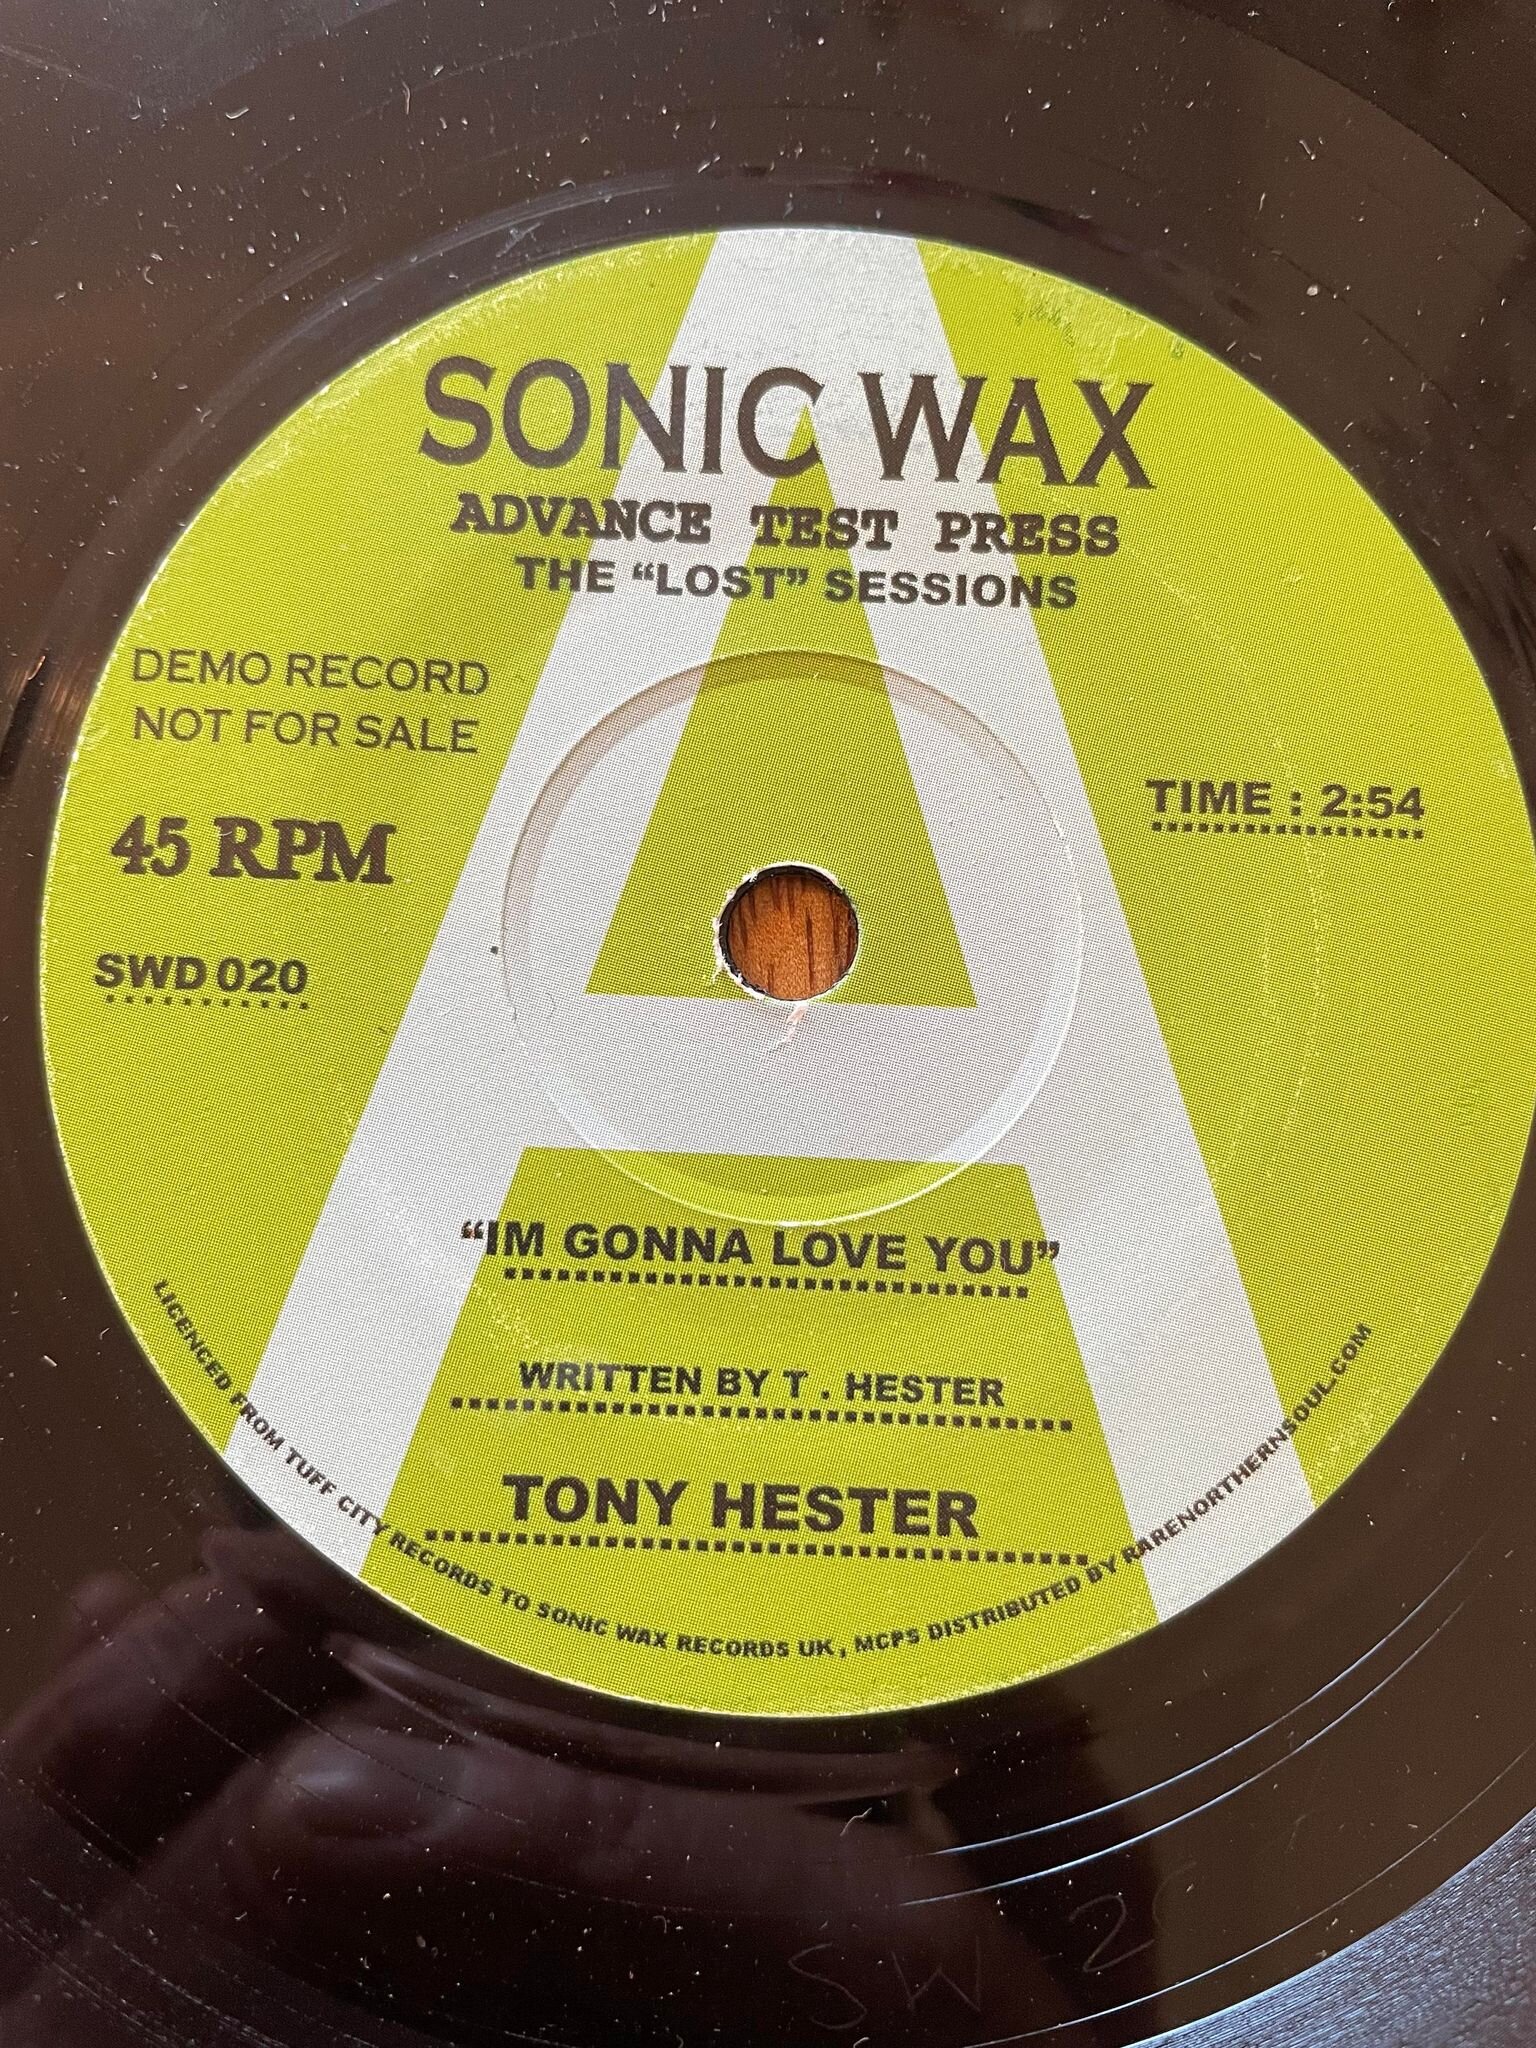 SONIC WAX
ADVANCE TEST PRESS
THE “LOST” SESSIONS
DEMO RECORD
NOT FOR SALE
45 RPM
SWD 020
TIME : 2:54
“IM GONNA LOVE YOU”
WRITTEN BY T . HESTER
TONY HESTER
LICENCED FROM TUFF CITY RECORDS TO SONIC WAX RECORDS UK , MCPS DISTRIBUTED BY RARENORTHERNSOUL.COM
SW